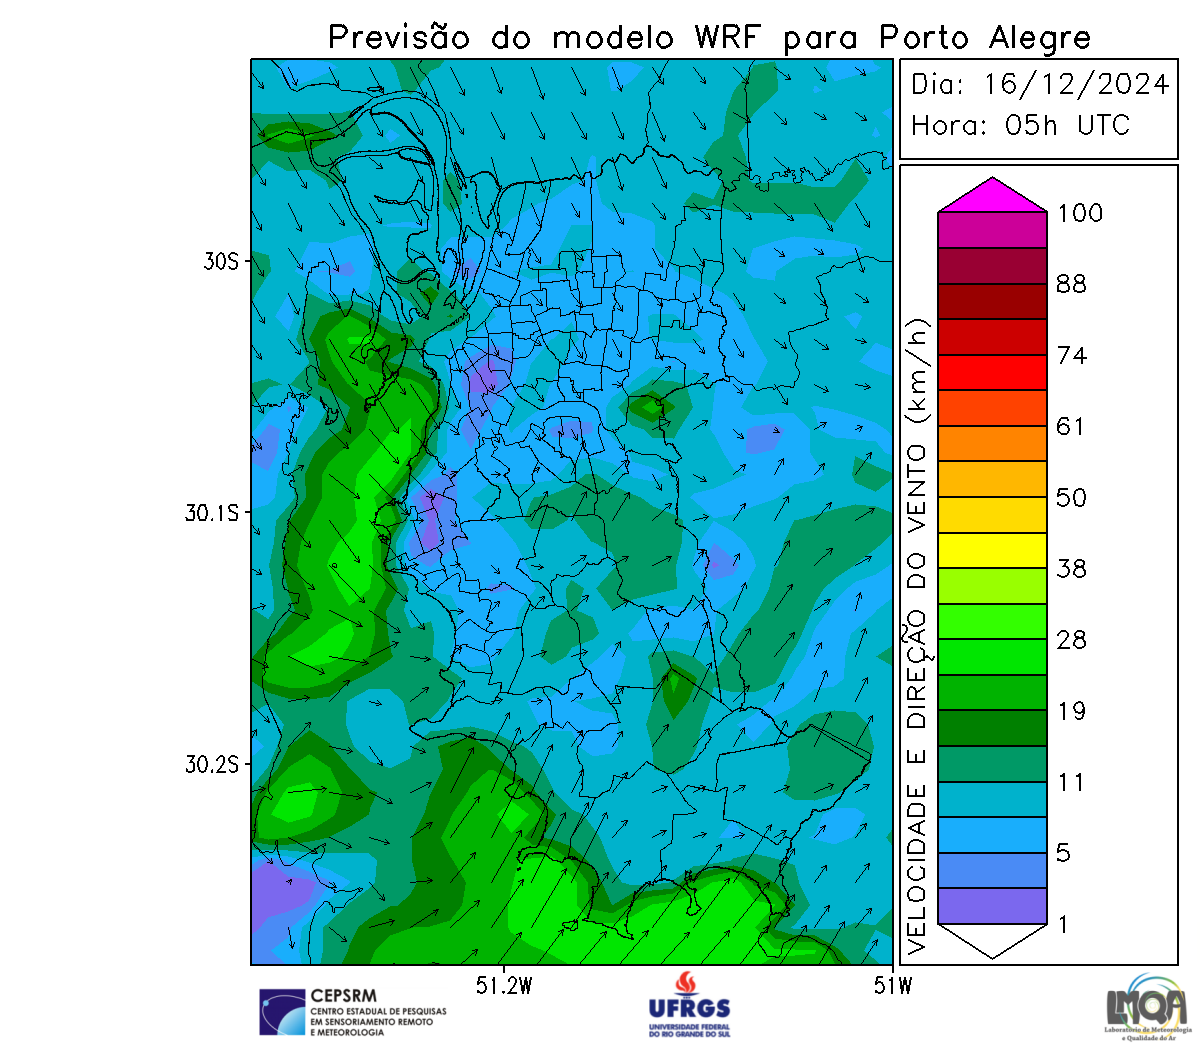 Previsão do modelo WRF para Porto Alegre
Dia: 16/12/2024
Hora: 05h UTC
30S
30.1S
30.2S
51.2W
51W
VELOCIDADE E DIREÇÃO DO VENTO (km/h)
100
88
74
61
50
38
28
19
11
5
1
CEPSRM
CENTRO ESTADUAL DE PESQUISAS
EM SENSORIAMENTO REMOTO
E METEOROLOGIA
UFRGS
UNIVERSIDADE FEDERAL
DO RIO GRANDE DO SUL
LMQA
Laboratório de Meteorologia
e Qualidade do Ar